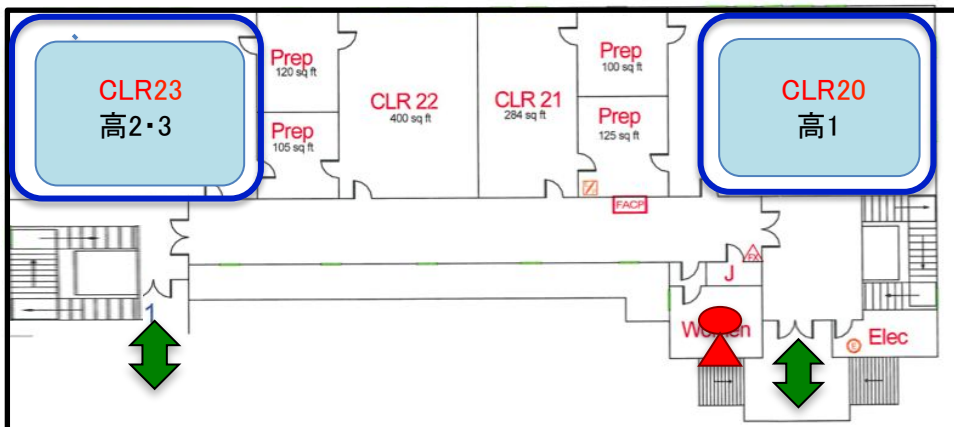 CLR23
高2・3
Prep
120 sq ft
Prep
105 sq ft
CLR 22
400 sq ft
CLR 21
284 sq ft
Prep
100 sq ft
Prep
125 sq ft
CLR20
高1
FACP
FX
J
1
E
Elec